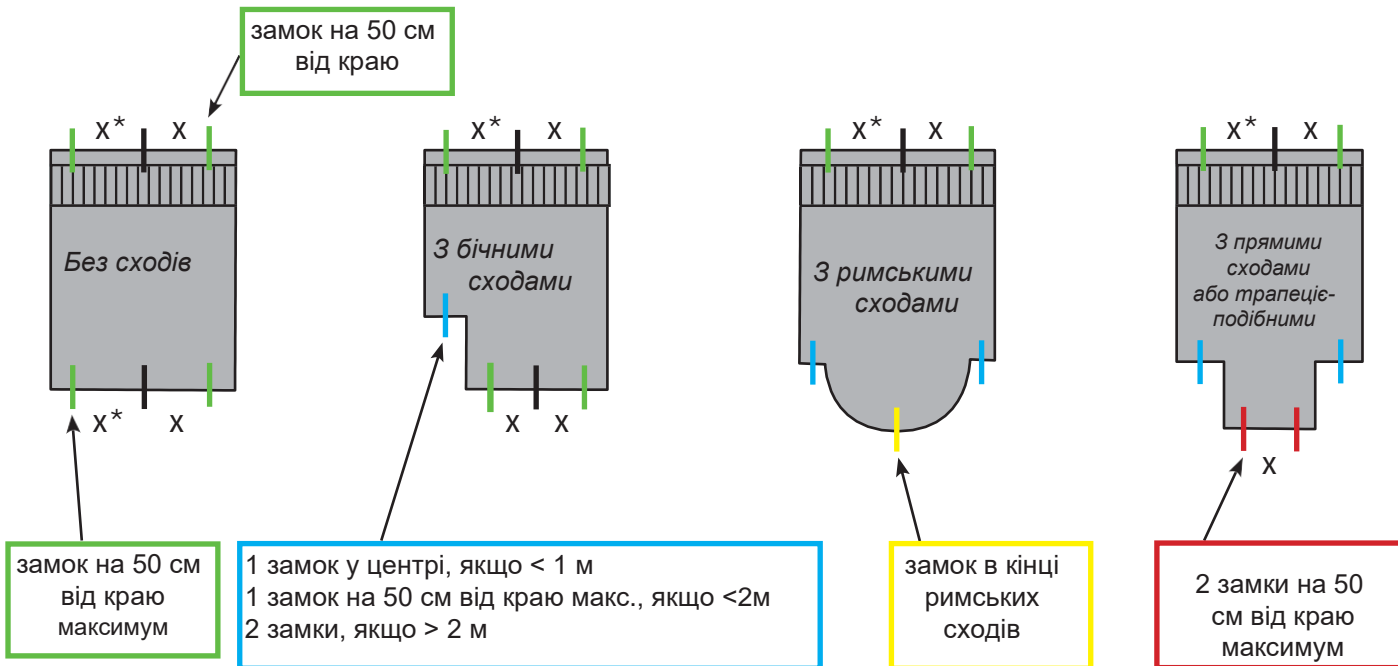 замок на 50 см
від краю
x* x
x* x
x* x
x* x
Без сходів
x* x
З бічними
сходами
x x
З римськими
сходами
З прямими
сходами
або трапеціє-
подібними
x
замок на 50 см
від краю
максимум
1 замок у центрі, якщо < 1 м
1 замок на 50 см від краю макс., якщо <2м
2 замки, якщо > 2 м
замок в кінці
римських
сходів
2 замки на 50
см від краю
максимум